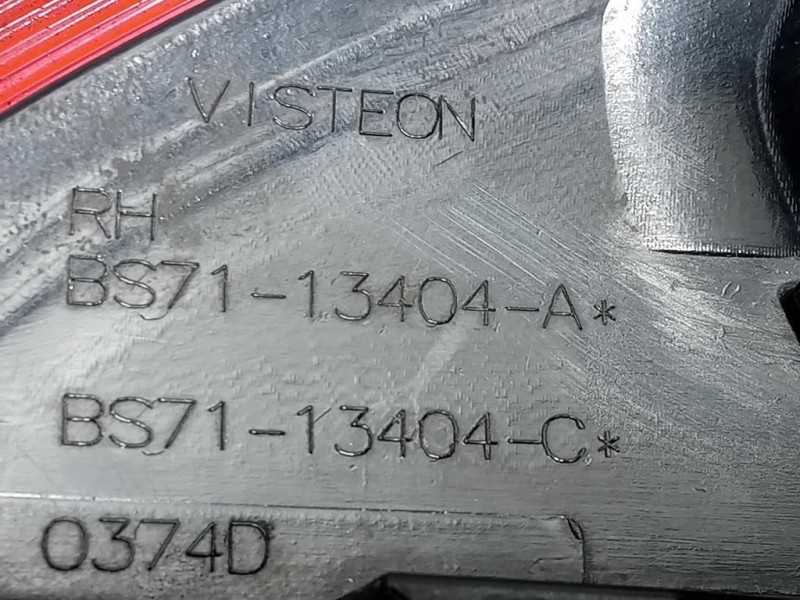 VISTEON
RH
BS71-13404-A*
BS71-13404-C*
0374D